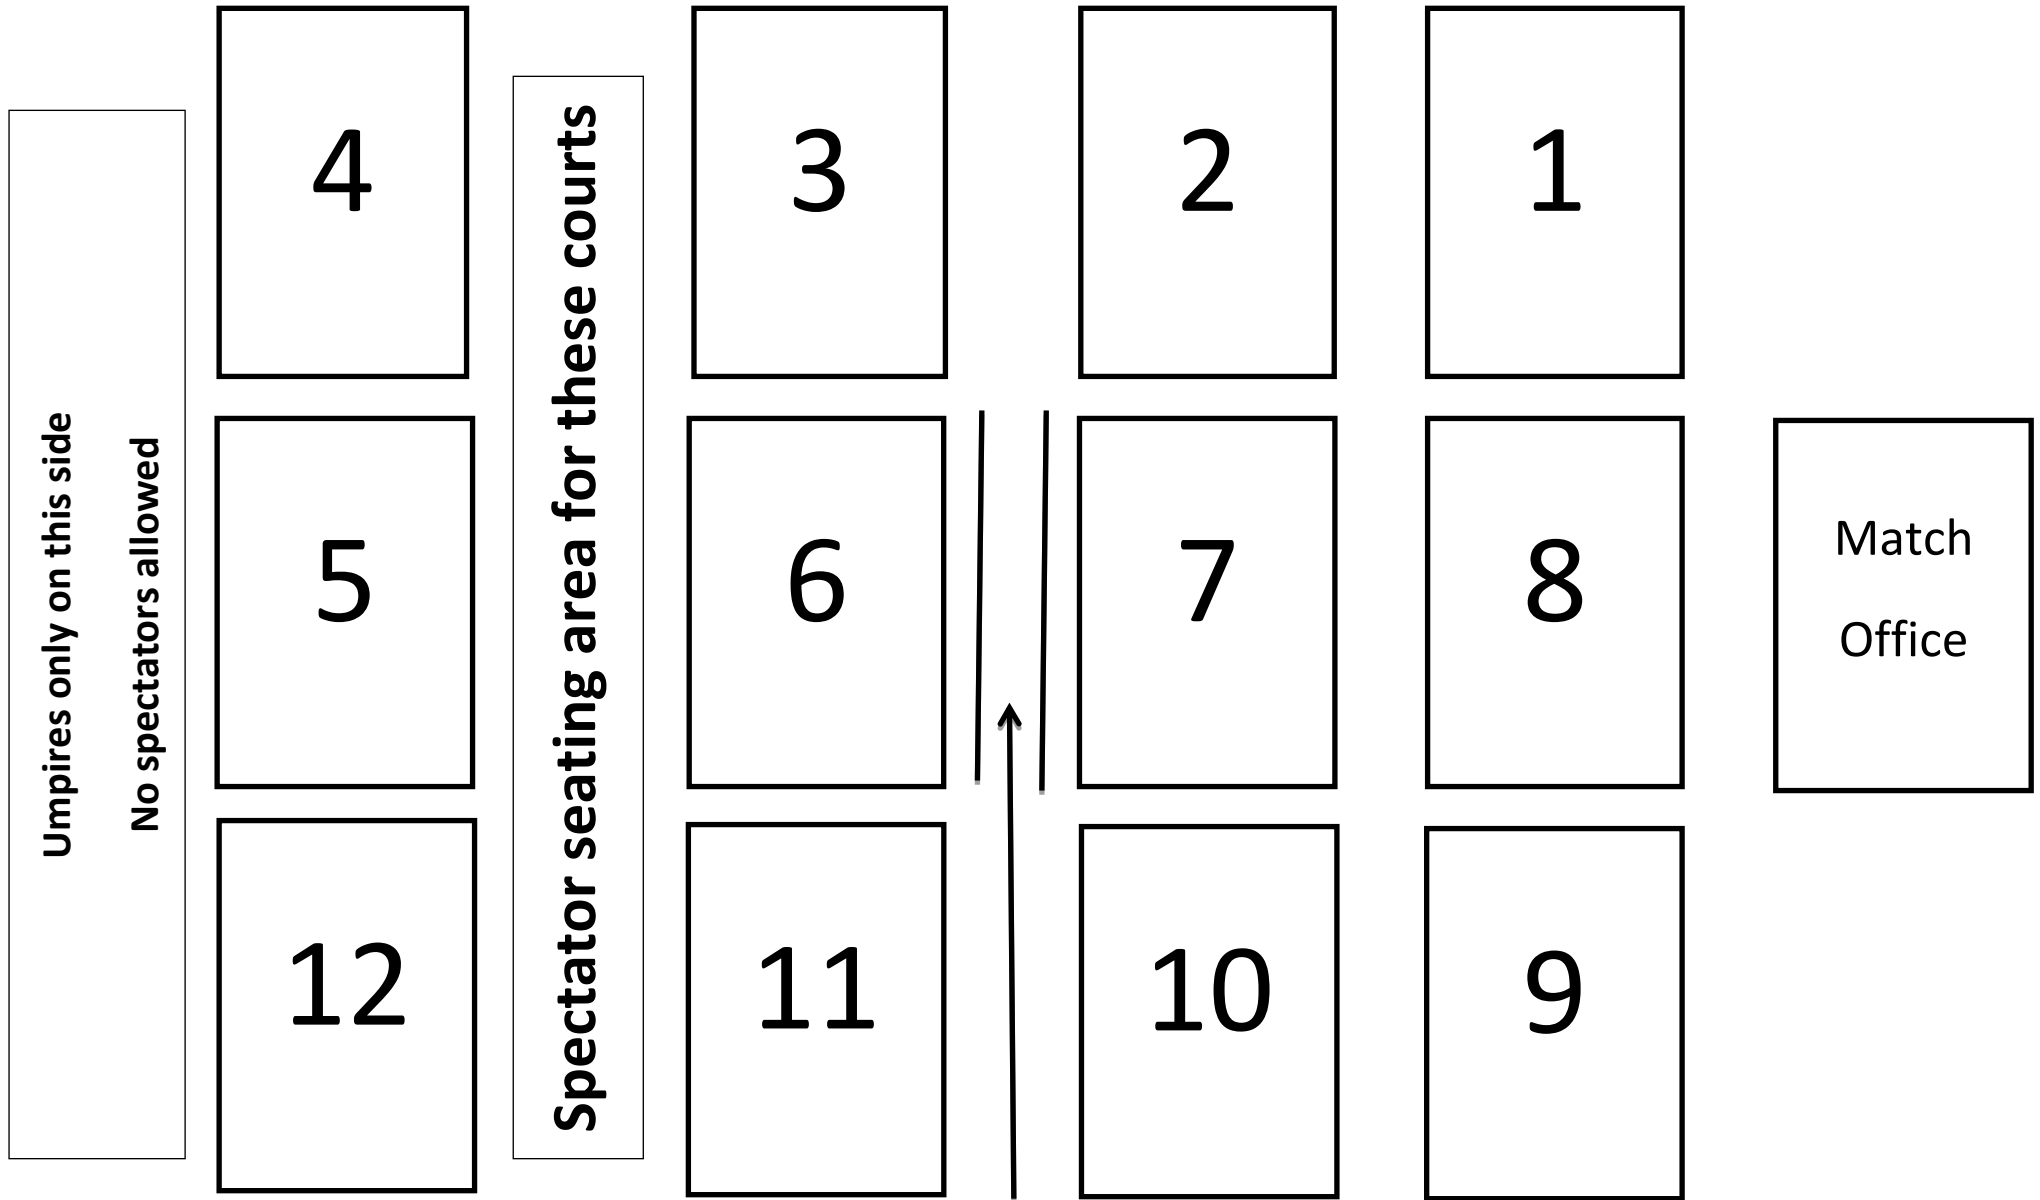 4
3
2
1
Umpires only on this side
No spectators allowed
Spectator seating area for these courts
5
6
7
8
Match
Office
12
11
10
9